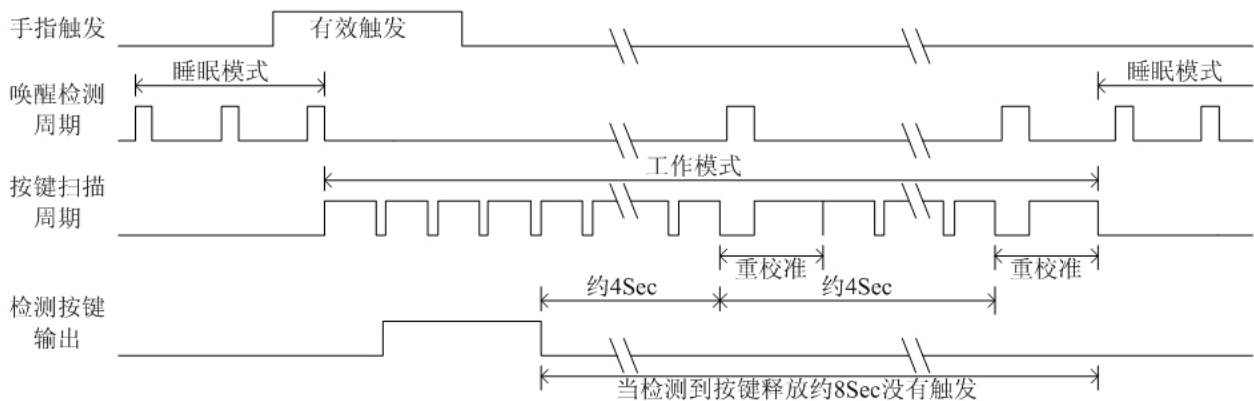 手指触发
有效触发
睡眠模式
睡眠模式
唤醒检测
周期
工作模式
按键扫描
周期
重校准
重校准
约4Sec
约4Sec
检测按键
输出
当检测到按键释放约8Sec没有触发